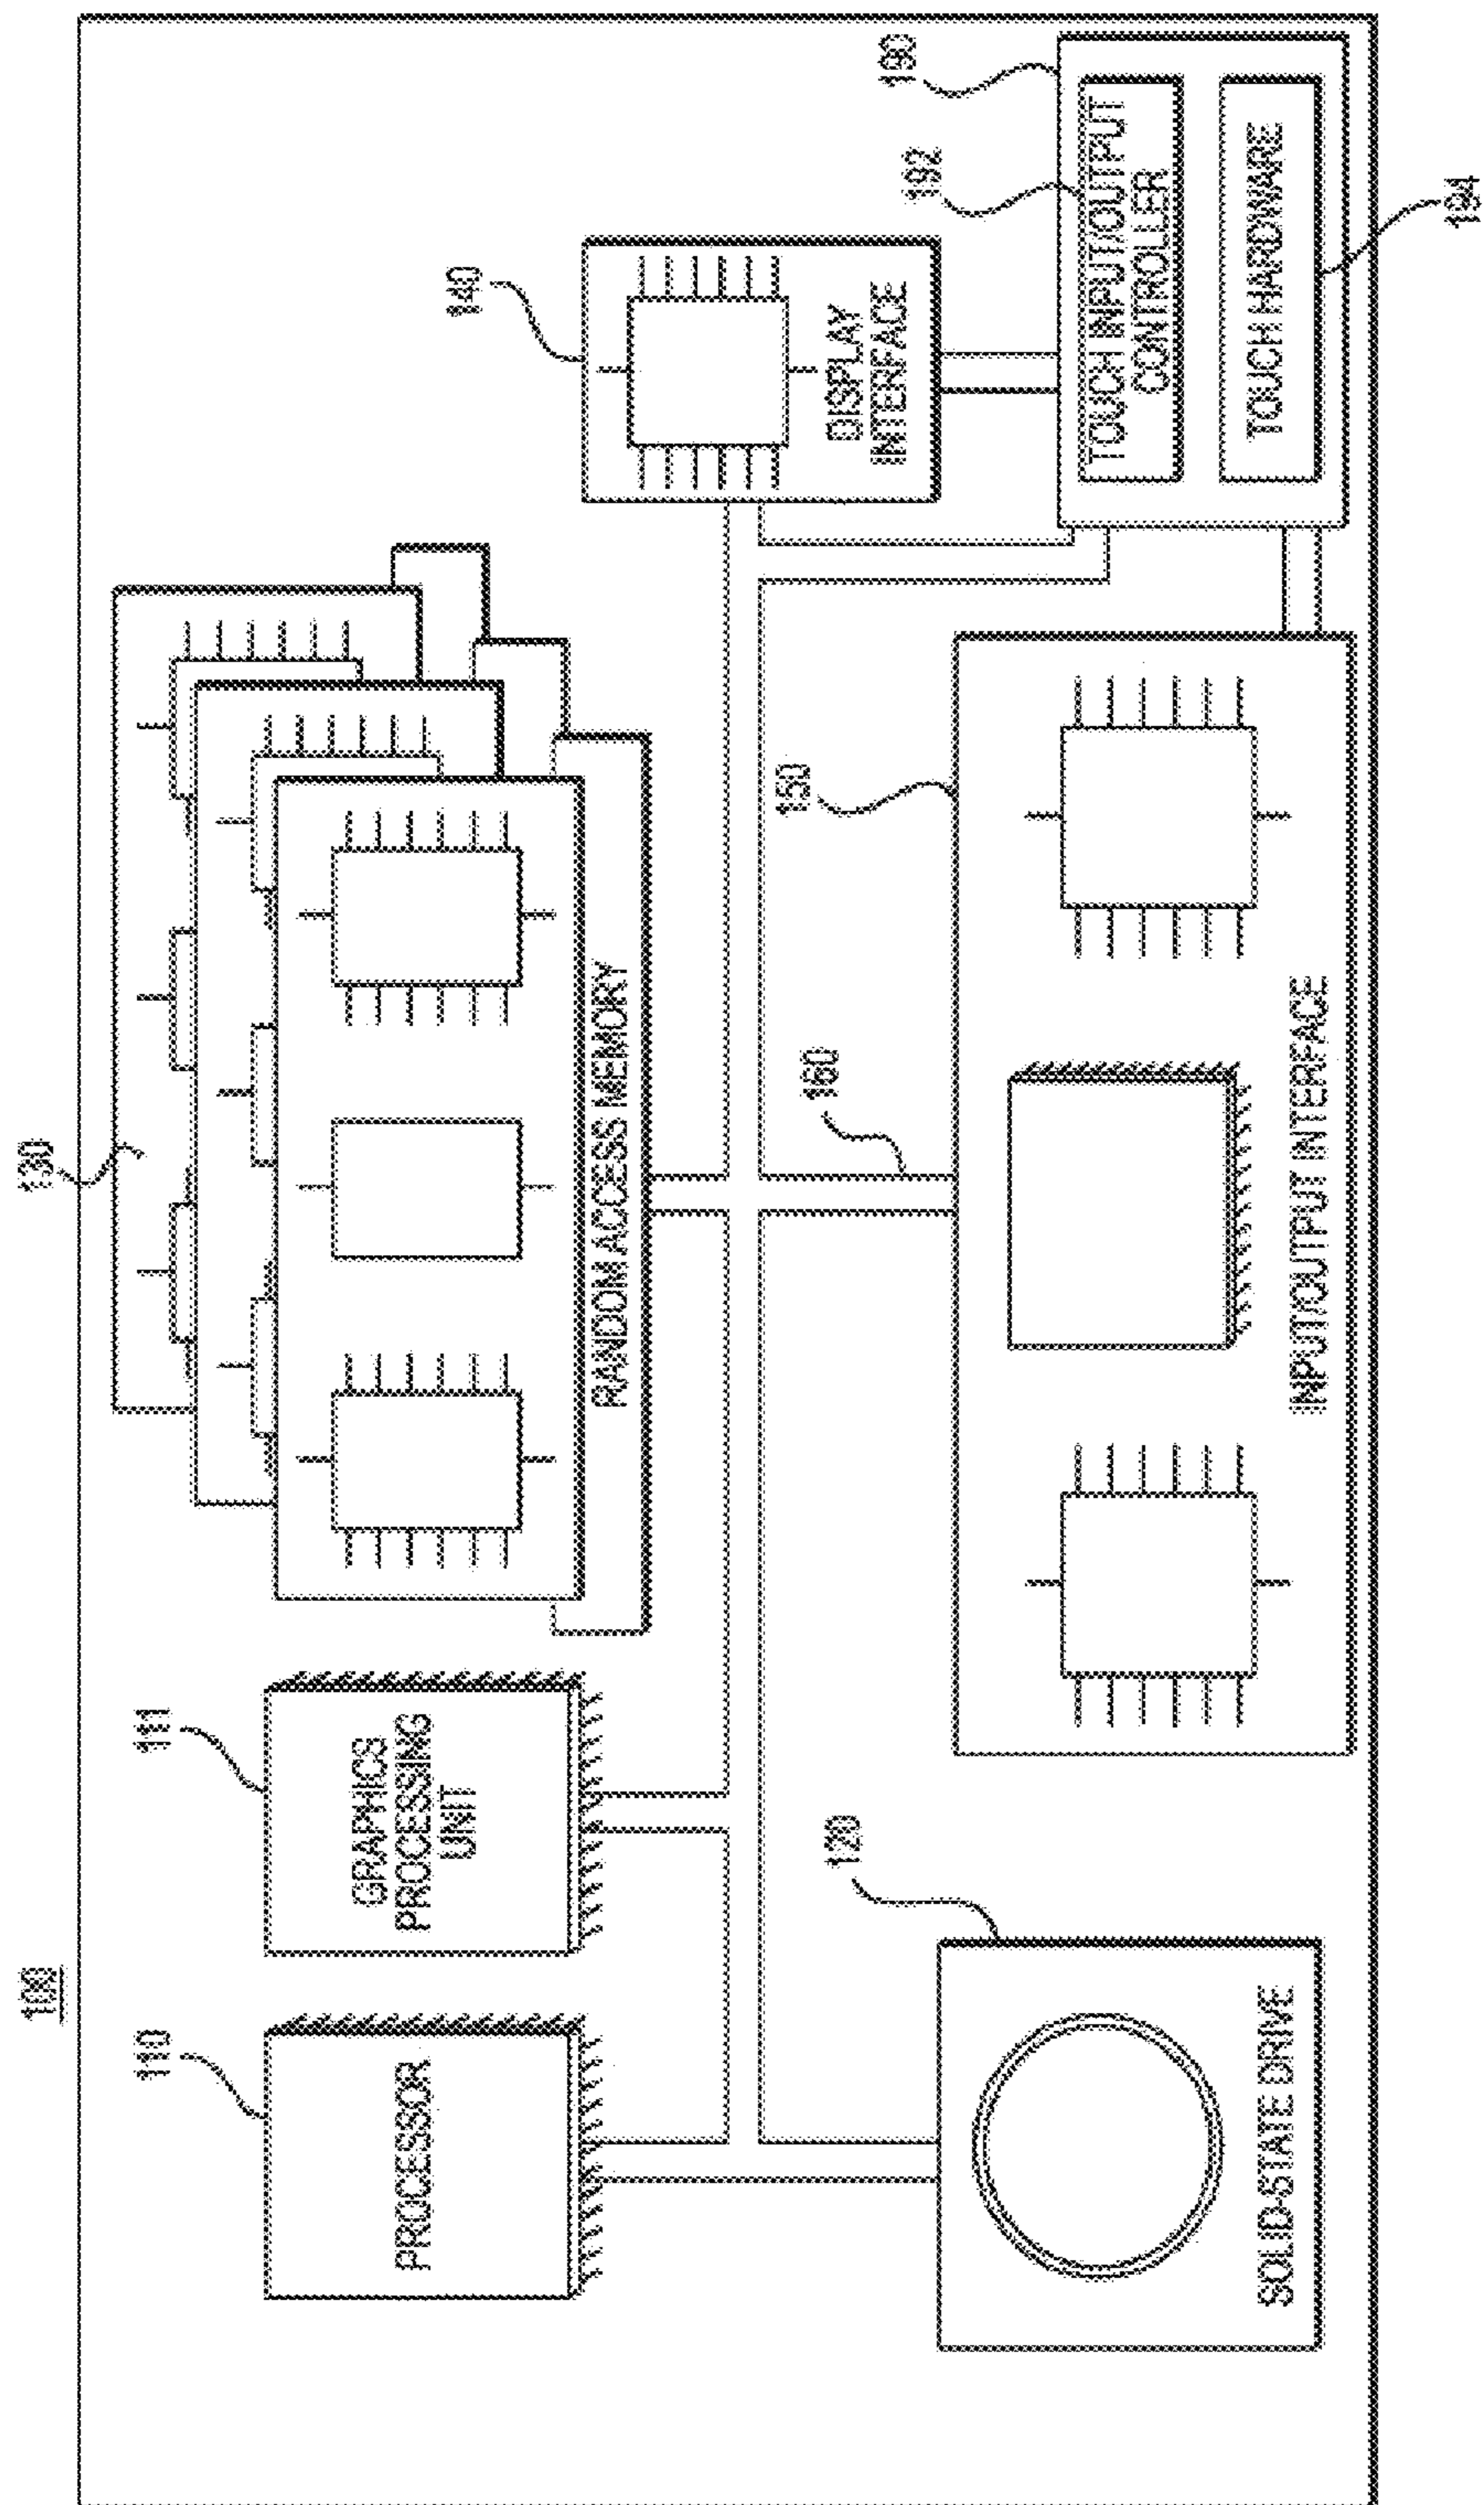 100
130
110
111
PROCESSOR
GRAPHICS
PROCESSING
UNIT
RANDOM ACCESS MEMORY
140
DISPLAY
INTERFACE
120
160
150
190
192
SOLID-STATE DRIVE
INPUT/OUTPUT INTERFACE
TOUCH INPUT/OUTPUT
CONTROLLER
TOUCH HARDWARE
194